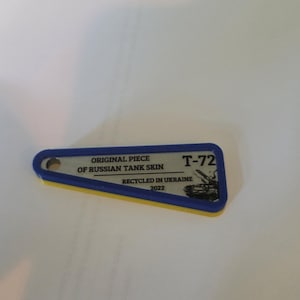 ORIGINAL PIECE
OF RUSSIAN TANK SKIN
T-72
RECYCLED IN UKRAINE
2022